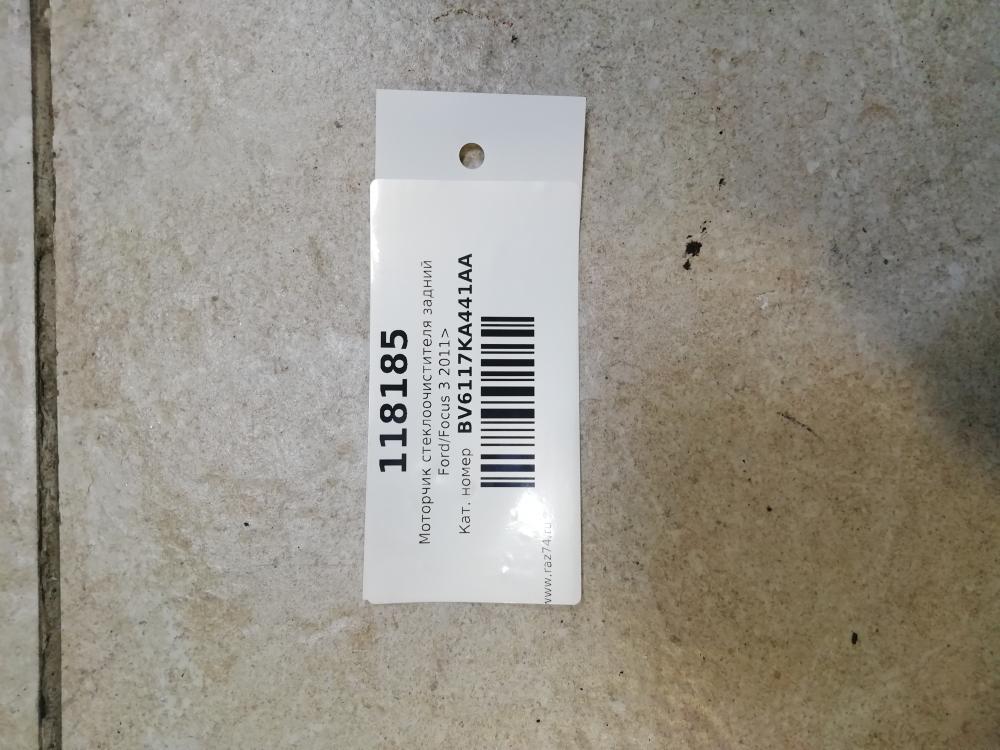 118185
Моторчик стеклоочистителя задний
Ford/Focus 3 2011>
Кат. номер BV6117KA441AA
www.raz74.ru